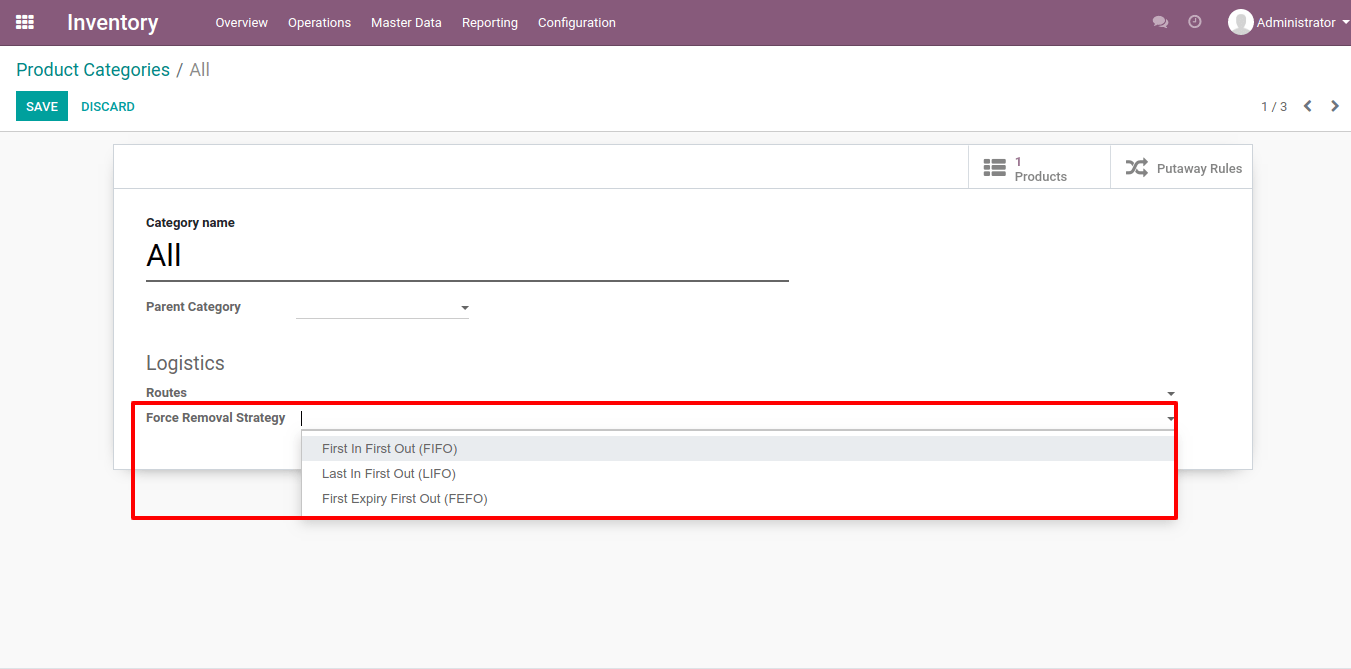 Inventory Overview Operations Master Data Reporting Configuration Administrator
Product Categories / All
SAVE DISCARD 1 / 3
1
Products
Putaway Rules
Category name
All
Parent Category
Logistics
Routes
Force Removal Strategy
First In First Out (FIFO)
Last In First Out (LIFO)
First Expiry First Out (FEFO)